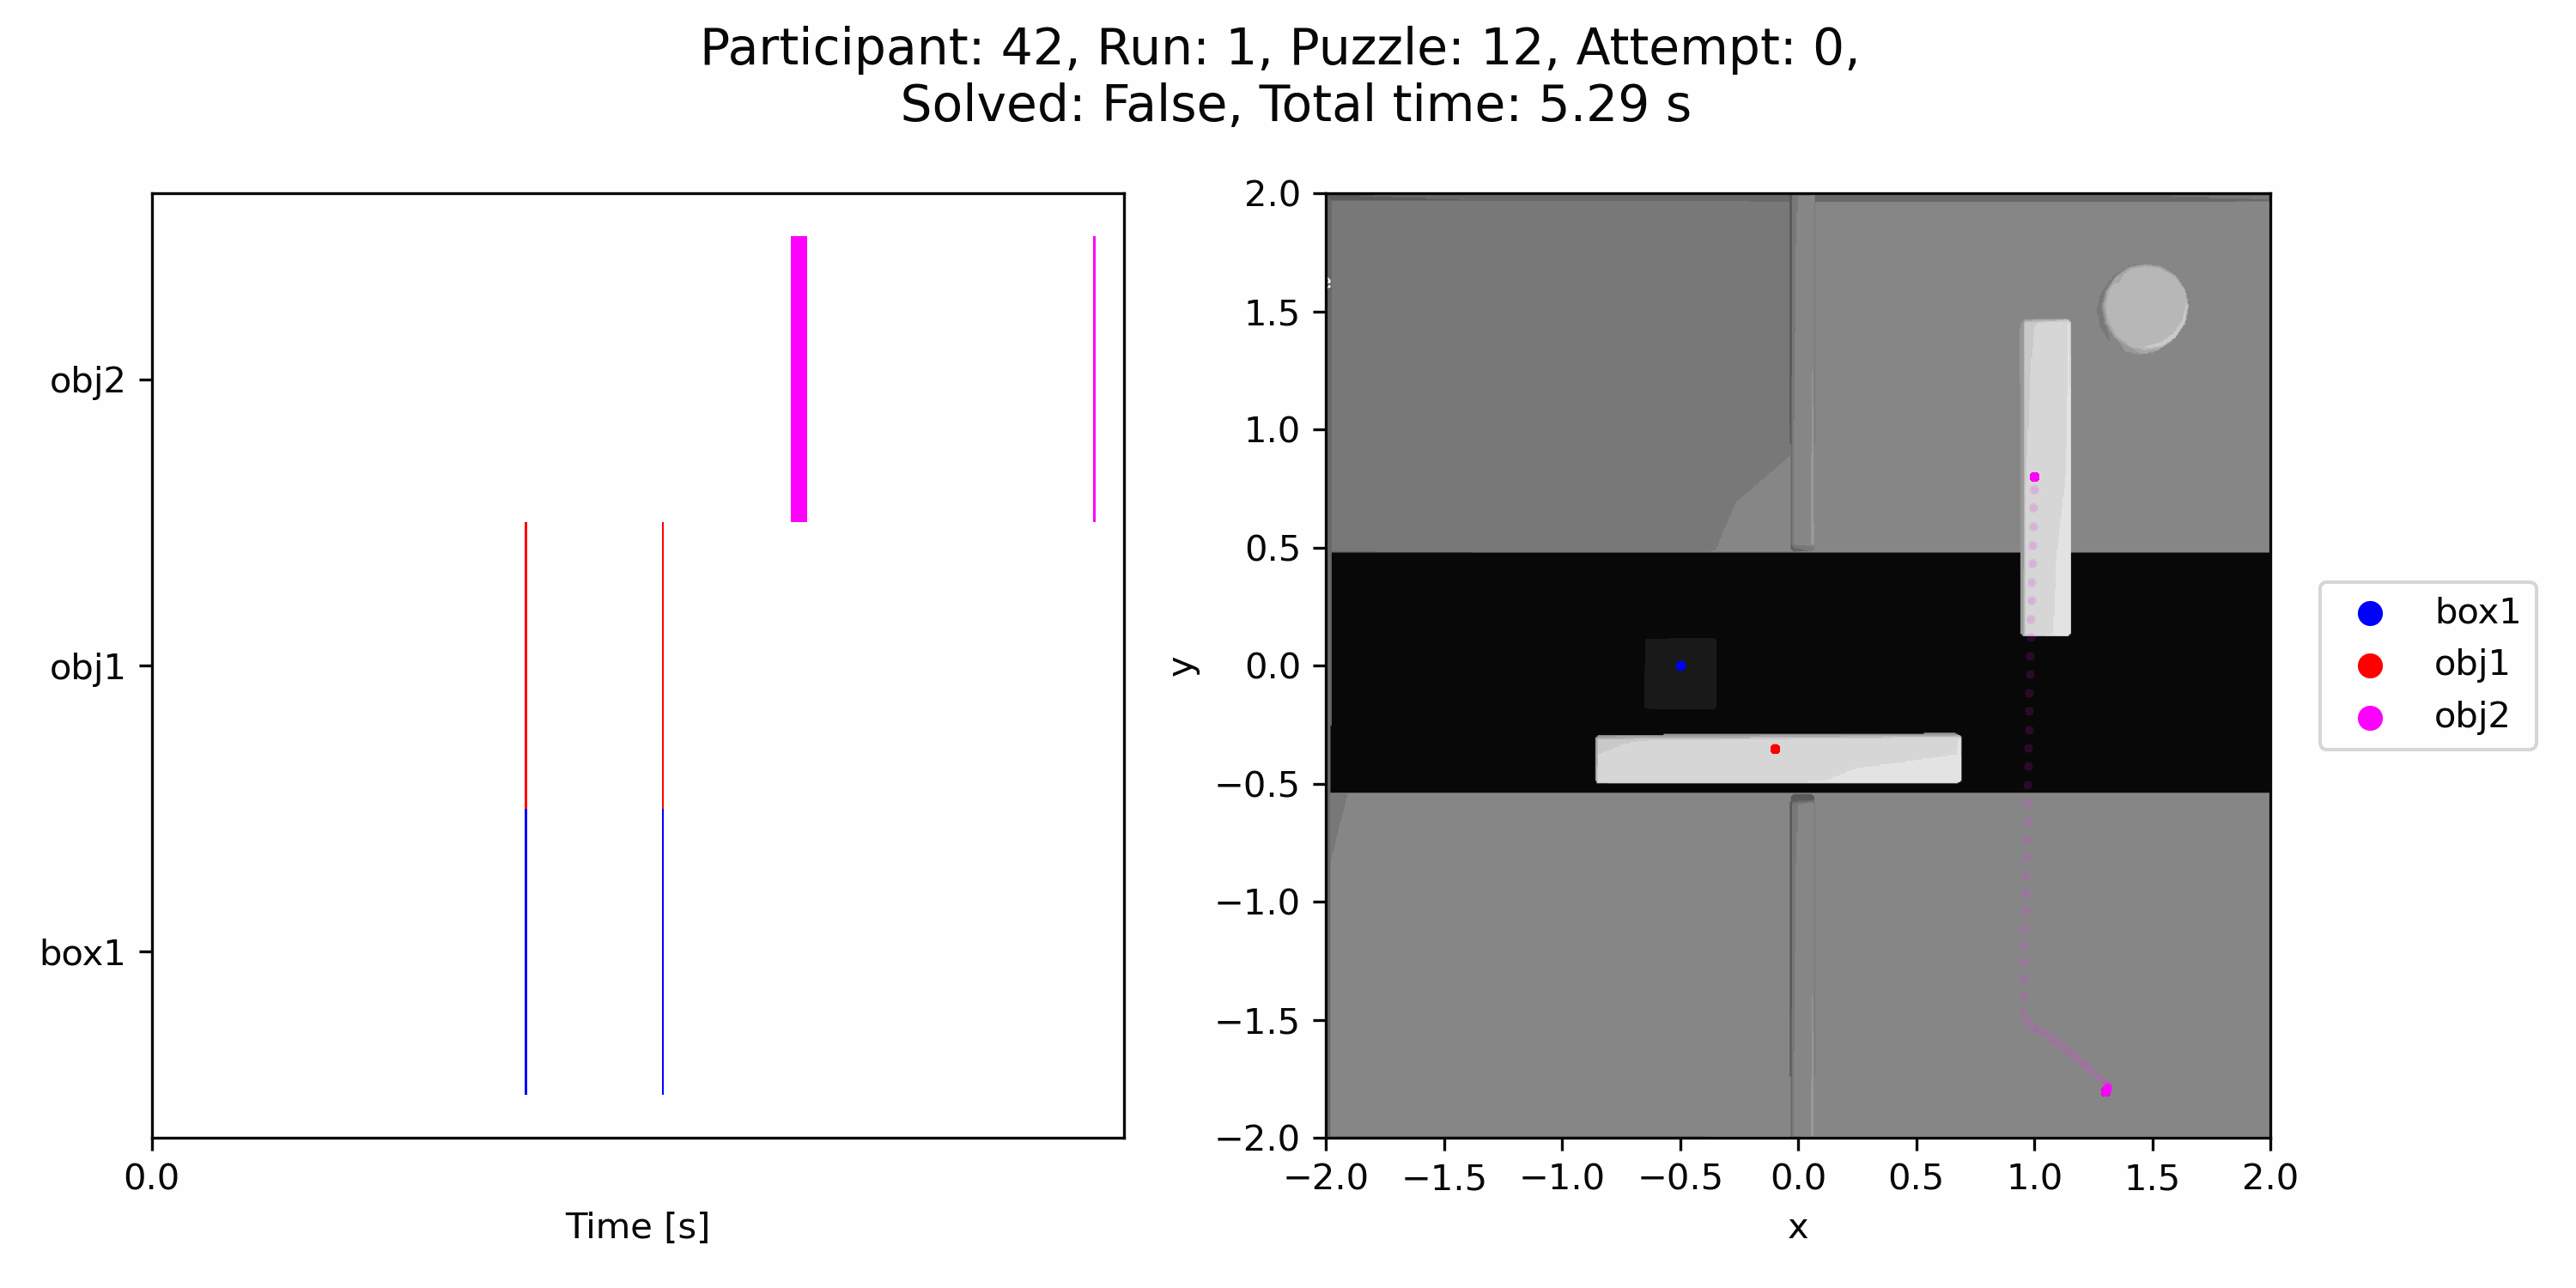 Participant: 42, Run: 1, Puzzle: 12, Attempt: 0,
Solved: False, Total time: 5.29 s
obj2
obj1
box1
0.0
Time [s]
2.0
1.5
1.0
0.5
0.0
−0.5
−1.0
−1.5
−2.0
y
−2.0 −1.5 −1.0 −0.5 0.0 0.5 1.0 1.5 2.0
x
box1
obj1
obj2